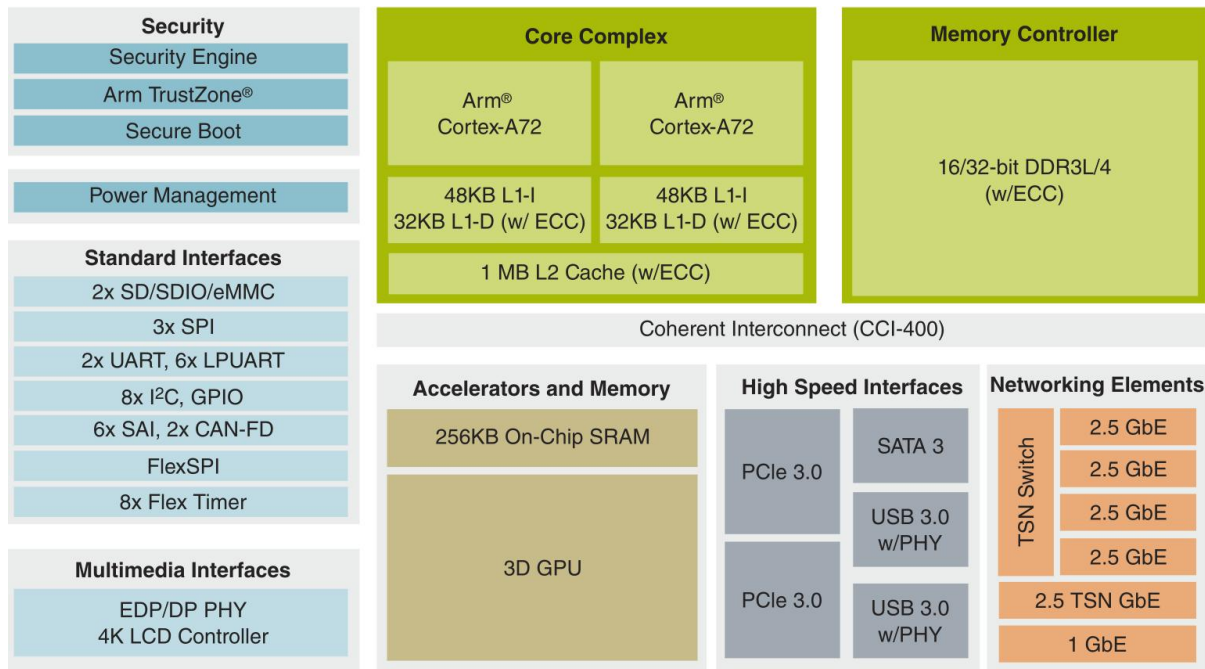 Security
Security Engine
Arm TrustZone®
Secure Boot
Power Management
Standard Interfaces
2x SD/SDIO/eMMC
3x SPI
2x UART, 6x LPUART
8x I²C, GPIO
6x SAI, 2x CAN-FD
FlexSPI
8x Flex Timer
Multimedia Interfaces
EDP/DP PHY
4K LCD Controller
Core Complex
Arm®
Cortex-A72
Arm®
Cortex-A72
48KB L1-I
32KB L1-D (w/ ECC)
48KB L1-I
32KB L1-D (w/ ECC)
1 MB L2 Cache (w/ECC)
Memory Controller
16/32-bit DDR3L/4
(w/ECC)
Coherent Interconnect (CCI-400)
Accelerators and Memory
256KB On-Chip SRAM
3D GPU
High Speed Interfaces
PCIe 3.0
PCIe 3.0
SATA 3
USB 3.0
w/PHY
USB 3.0
w/PHY
Networking Elements
TSN Switch
2.5 GbE
2.5 GbE
2.5 GbE
2.5 GbE
2.5 TSN GbE
1 GbE